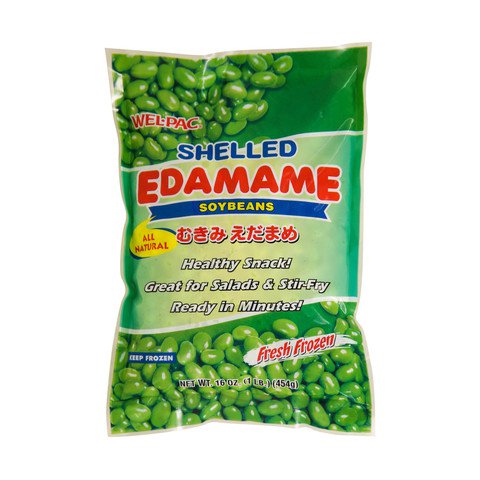 WEL-PAC
SHELLED
EDAMAME
SOYBEANS
ALL
NATURAL
むきみ えだまめ
Healthy Snack!
Great for Salads & Stir-Fry
Ready in Minutes!
Fresh Frozen
KEEP FROZEN
NET WT. 16 OZ. (1 LB.) (454g)